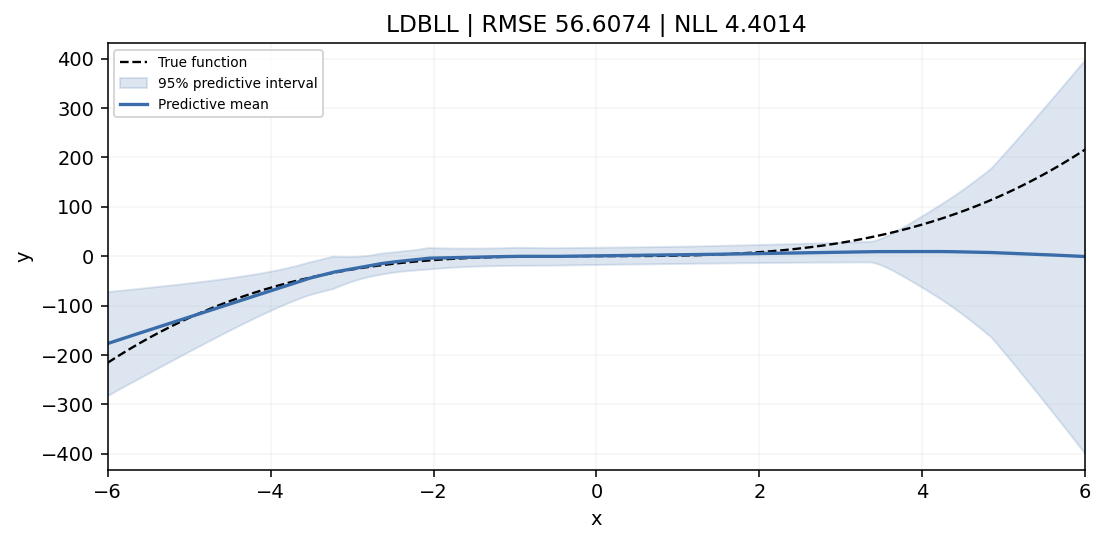 LDBLL | RMSE 56.6074 | NLL 4.4014
True function
95% predictive interval
Predictive mean
400
300
200
100
0
−100
−200
−300
−400
y
−6 −4 −2 0 2 4 6
x